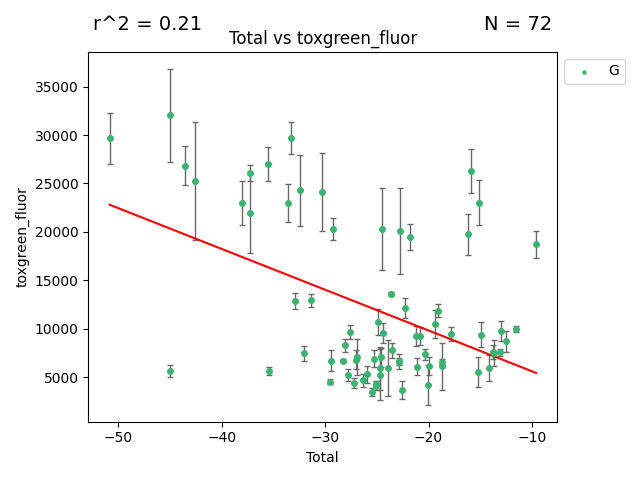 r^2 = 0.21
N = 72
Total vs toxgreen_fluor
G
35000
30000
25000
20000
15000
10000
5000
toxgreen_fluor
−50
−40
−30
−20
−10
Total